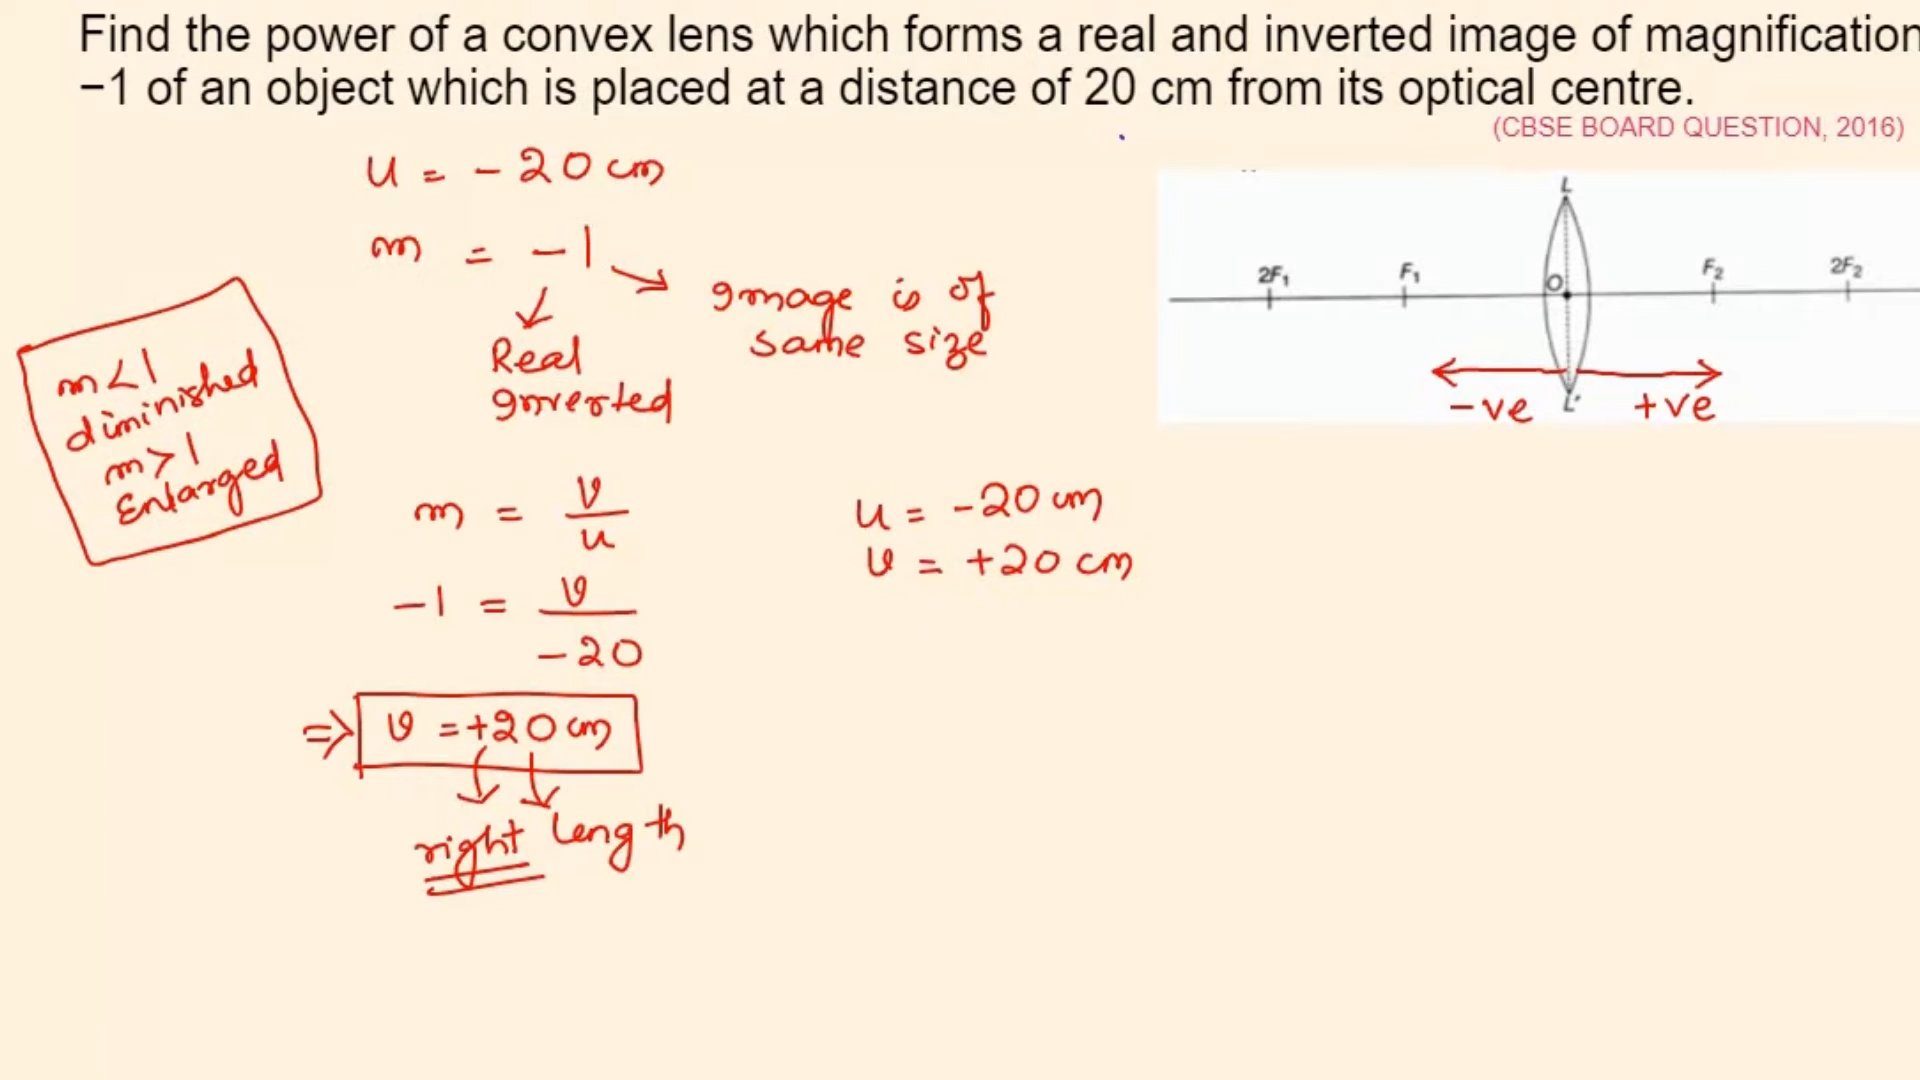 Find the power of a convex lens which forms a real and inverted image of magnification
−1 of an object which is placed at a distance of 20 cm from its optical centre.
(CBSE BOARD QUESTION, 2016)
u = - 20 cm
m = -1
Image is of
same size
Real
Inverted
m<1
diminished
m>1
Enlarged
m = v/u
-1 = v/-20
⇒ v = +20 cm
right length
u = -20 cm
v = +20 cm
L
2F₁ F₁ O F₂ 2F₂
-ve L' +ve